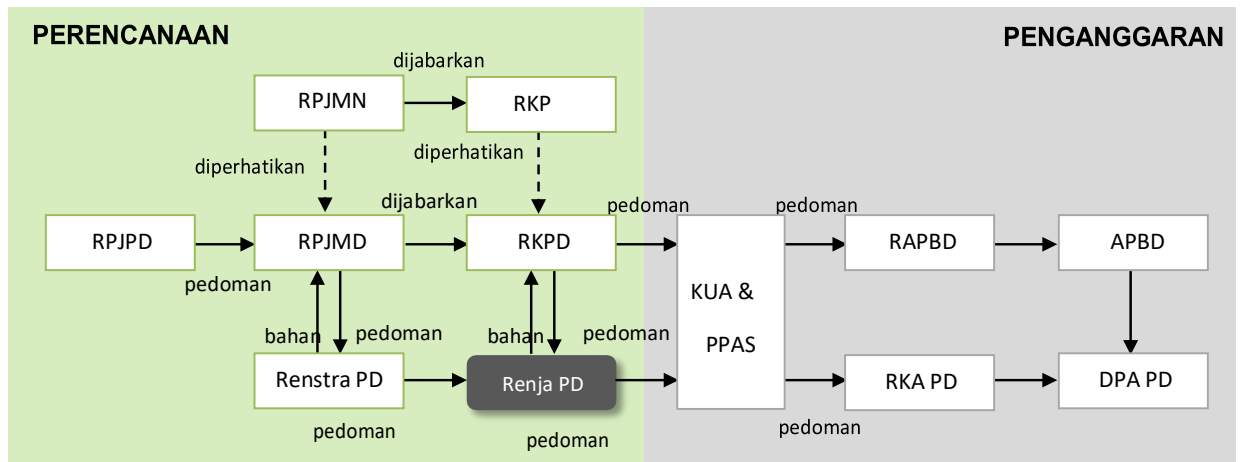 PERENCANAAN
PENGANGGARAN
dijabarkan
RPJMN
RKP
diperhatikan
diperhatikan
dijabarkan
pedoman
pedoman
RPJPD
RPJMD
RKPD
RAPBD
APBD
pedoman
KUA &
PPAS
bahan
pedoman
bahan
pedoman
Renstra PD
Renja PD
RKA PD
DPA PD
pedoman
pedoman
pedoman